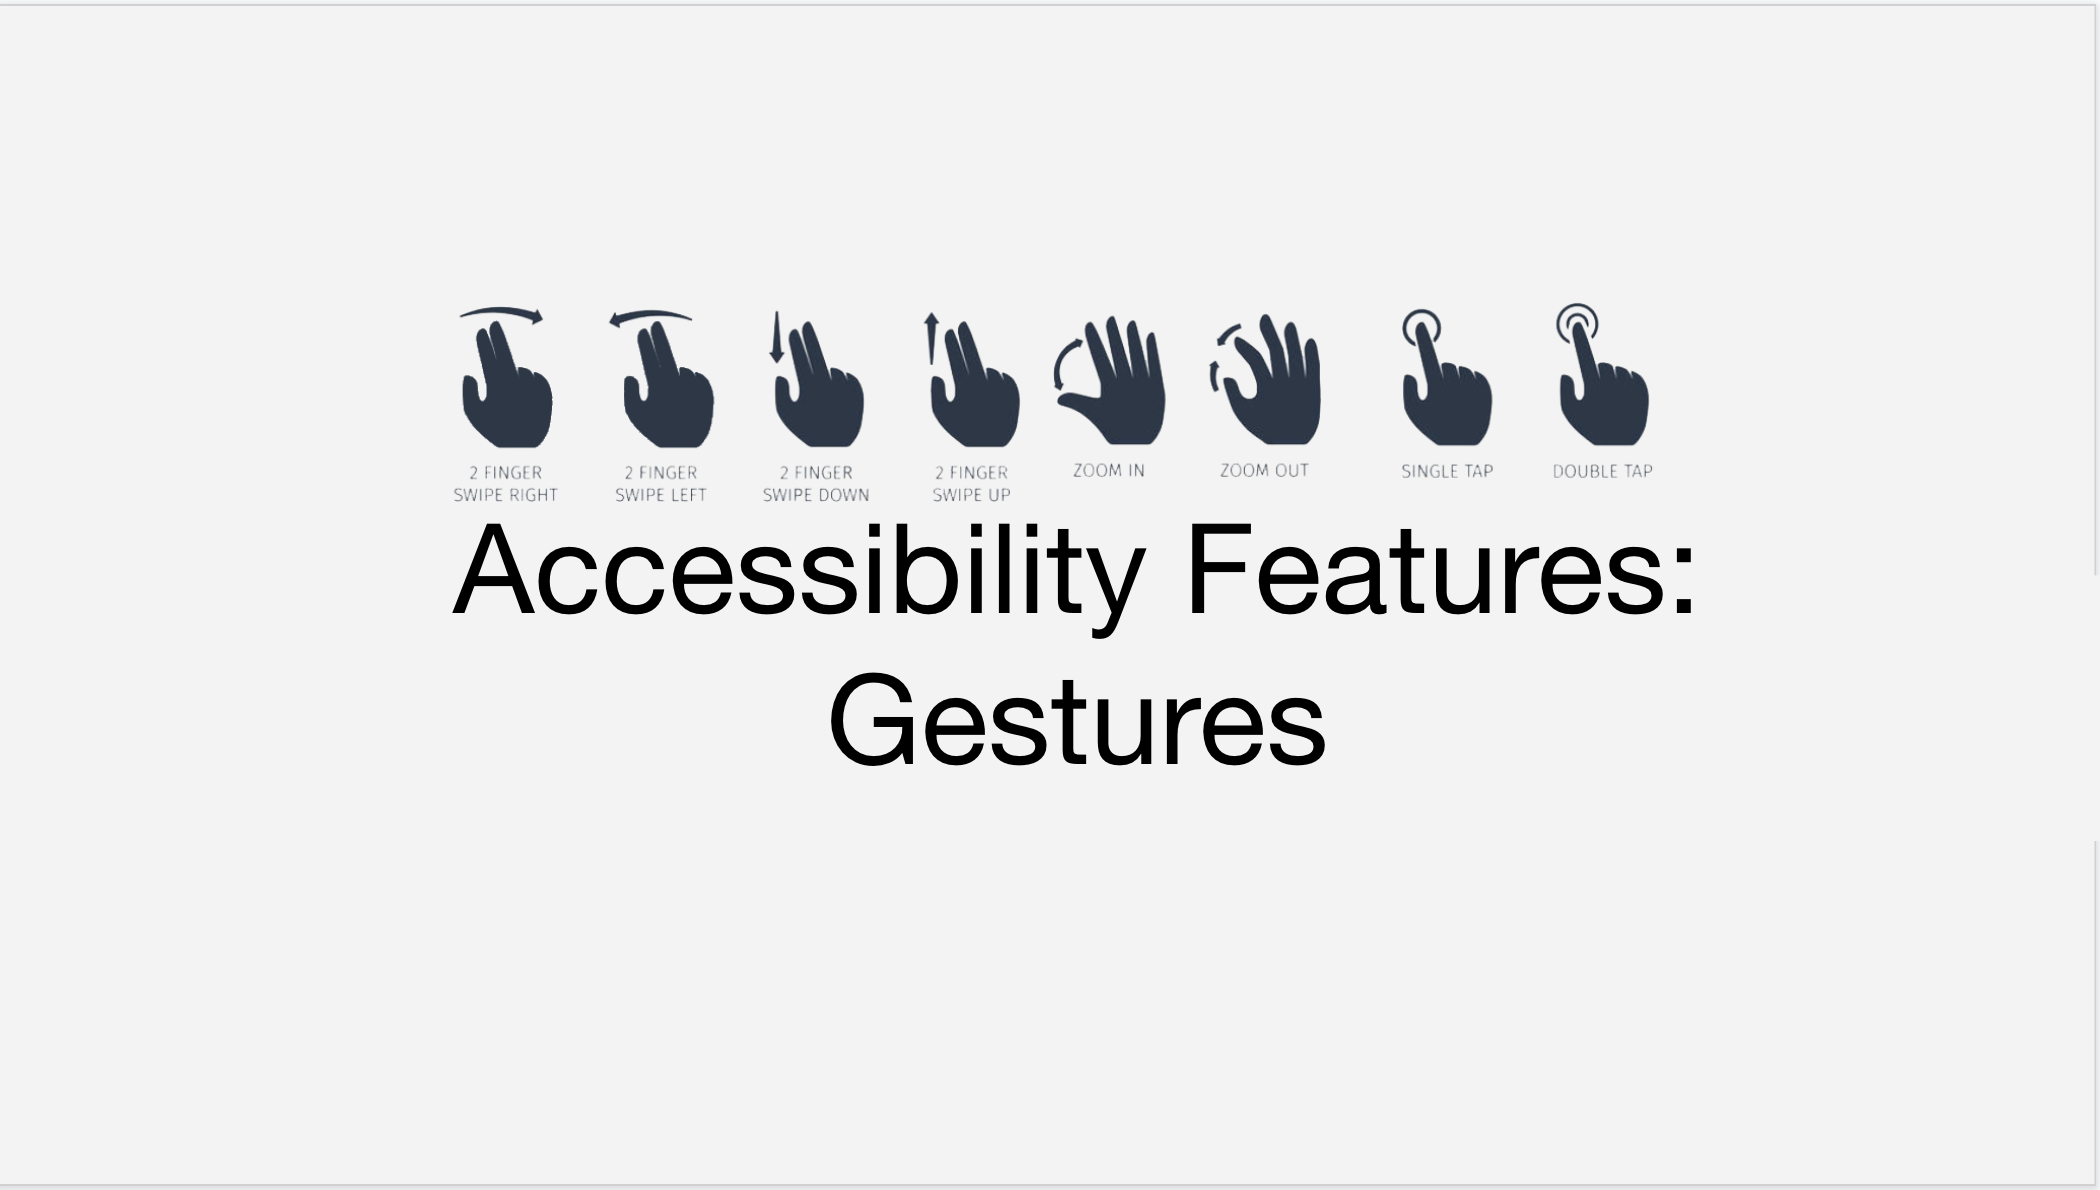 2 FINGER
SWIPE RIGHT
2 FINGER
SWIPE LEFT
2 FINGER
SWIPE DOWN
2 FINGER
SWIPE UP
ZOOM IN
ZOOM OUT
SINGLE TAP
DOUBLE TAP
Accessibility Features:
Gestures